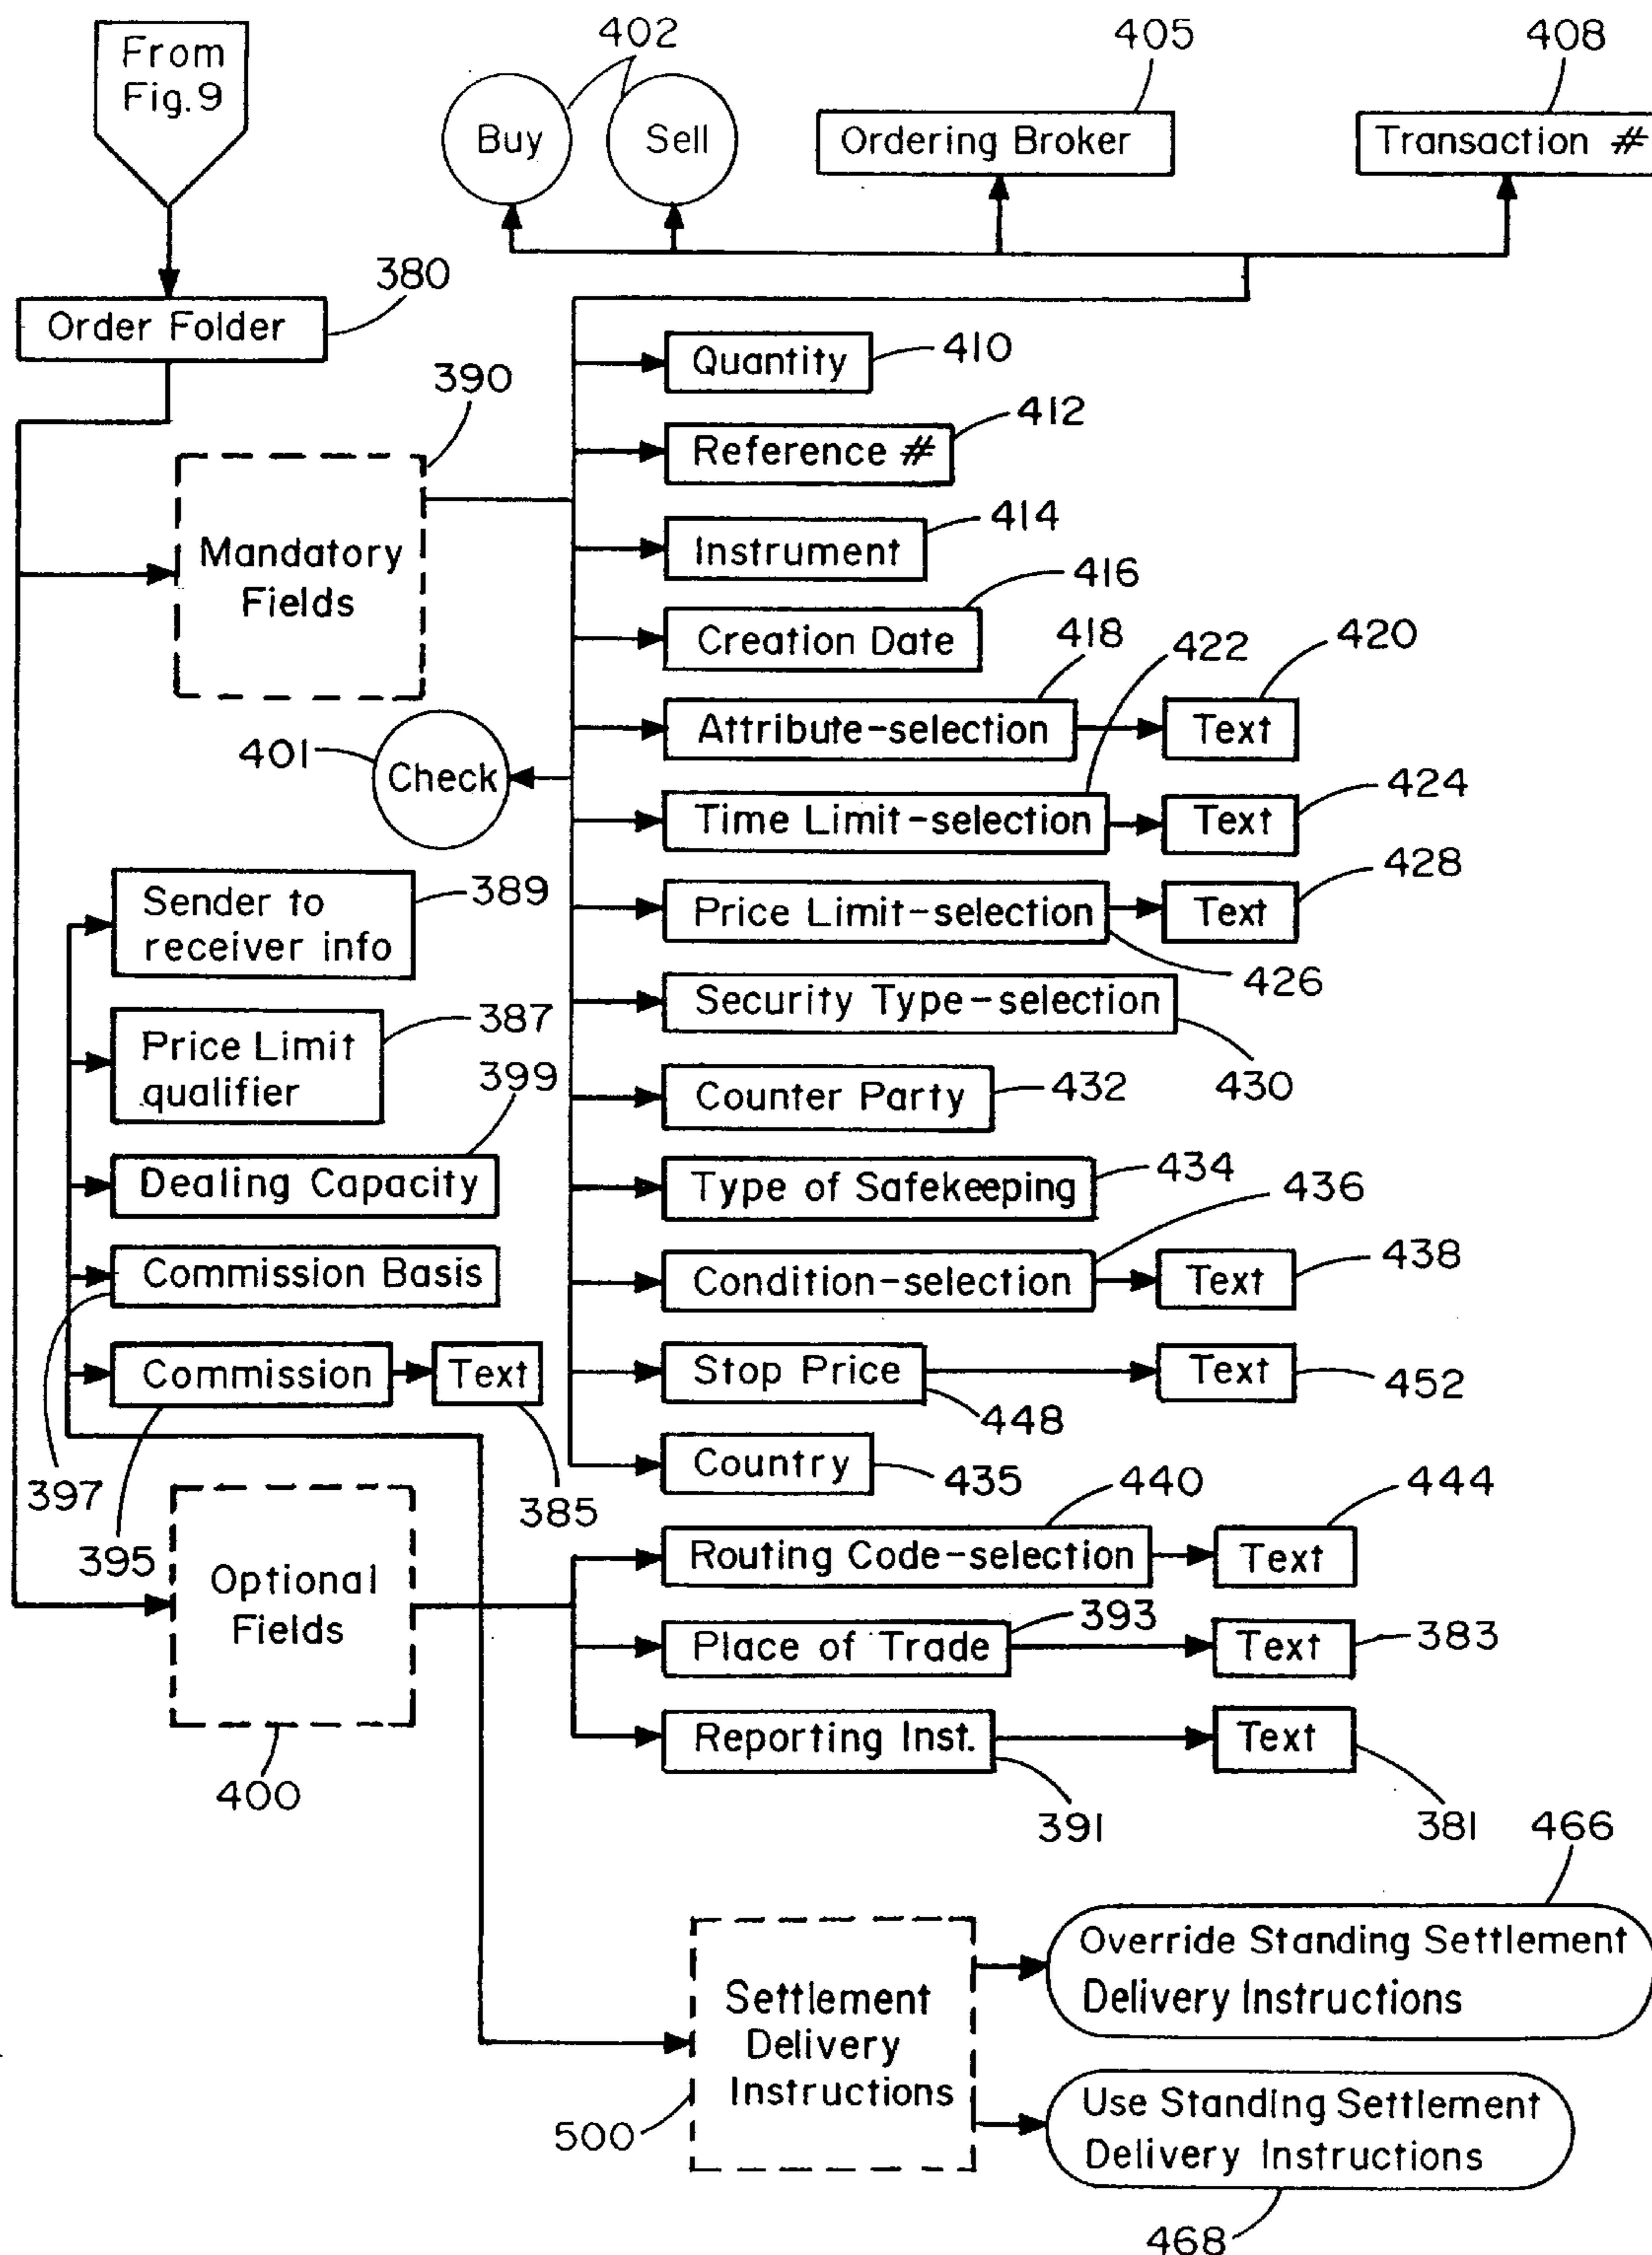 From
Fig.9
402
405
408
Buy
Sell
Ordering Broker
Transaction #
380
Order Folder
390
Quantity
410
412
Reference #
Mandatory
Fields
414
Instrument
416
Creation Date
418
422
420
Attribute-selection
Text
401
Check
Time Limit-selection
Text
424
428
Sender to
receiver info
389
Price Limit-selection
Text
426
387
Security Type-selection
430
Price Limit
qualifier
399
Counter Party
432
Dealing Capacity
Type of Safekeeping
434
436
Commission Basis
Condition-selection
Text
438
Commission
Text
Stop Price
Text
452
448
397
395
385
Country
435
440
444
Optional
Fields
Routing Code-selection
Text
393
Place of Trade
Text
383
400
Reporting Inst.
Text
391
381
466
Override Standing Settlement
Delivery Instructions
Settlement
Delivery
Instructions
500
Use Standing Settlement
Delivery Instructions
468